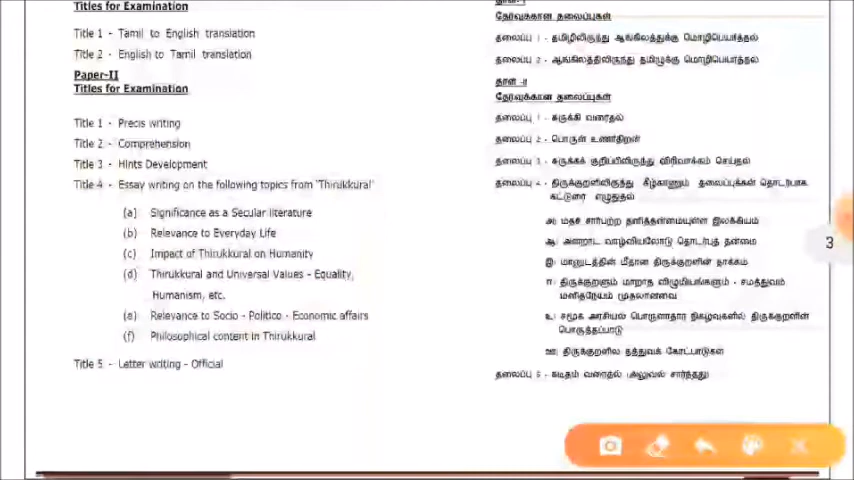 Titles for Examination
Title 1 - Tamil to English translation
Title 2 - English to Tamil translation
Paper-II
Titles for Examination
Title 1 - Precis writing
Title 2 - Comprehension
Title 3 - Hints Development
Title 4 - Essay writing on the following topics from 'Thirukkural'
(a) Significance as a Secular literature
(b) Relevance to Everyday Life
(c) Impact of Thirukkural on Humanity
(d) Thirukkural and Universal Values - Equality,
Humanism, etc.
(e) Relevance to Socio - Politico - Economic affairs
(f) Philosophical content in Thirukkural
Title 5 - Letter writing - Official
தேர்வுக்கான தலைப்புகள்
தலைப்பு 1 - தமிழிலிருந்து ஆங்கிலத்துக்கு மொழிபெயர்த்தல்
தலைப்பு 2 - ஆங்கிலத்திலிருந்து தமிழுக்கு மொழிபெயர்த்தல்
தாள் -II
தேர்வுக்கான தலைப்புகள்
தலைப்பு 1 - சுருக்கி வரைதல்
தலைப்பு 2 - பொருள் உணர்திறன்
தலைப்பு 3 - சுருக்கக் குறிப்பிலிருந்து விரிவாக்கம் செய்தல்
தலைப்பு 4 - திருக்குறளிலிருந்து கீழ்காணும் தலைப்புக்கள் தொடர்பாக
கட்டுரை எழுதுதல்
அ) மதச் சார்பற்ற தனித்தன்மையுள்ள இலக்கியம்
ஆ) அன்றாட வாழ்வியலோடு தொடர்புத் தன்மை
இ) மானுடத்தின் மீதான திருக்குறளின் தாக்கம்
ஈ) திருக்குறளும் மாறாத விழுமியங்களும் - சமத்துவம்
மனிதநேயம் முதலானவை
உ) சமூக அரசியல் பொருளாதார நிகழ்வுகளில் திருக்குறளின்
பொருத்தப்பாடு
ஊ) திருக்குறளில் தத்துவக் கோட்பாடுகள்
தலைப்பு 5 - கடிதம் வரைதல் (அலுவல் சார்ந்தது)
3